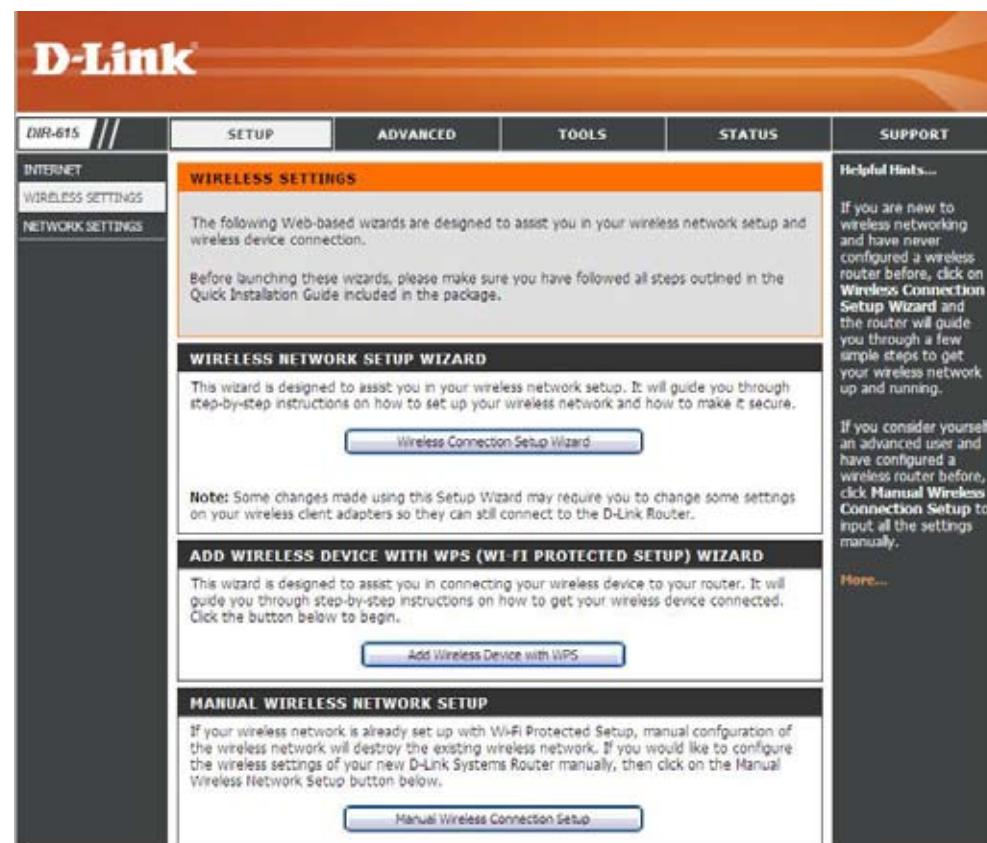 D-Link
DIR-615
SETUP
ADVANCED
TOOLS
STATUS
SUPPORT
INTERNET
WIRELESS SETTINGS
NETWORK SETTINGS
WIRELESS SETTINGS
The following Web-based wizards are designed to assist you in your wireless network setup and
wireless device connection.
Before launching these wizards, please make sure you have followed all steps outlined in the
Quick Installation Guide included in the package.
WIRELESS NETWORK SETUP WIZARD
This wizard is designed to assist you in your wireless network setup. It will guide you through
step-by-step instructions on how to set up your wireless network and how to make it secure.
Wireless Connection Setup Wizard
Note: Some changes made using this Setup Wizard may require you to change some settings
on your wireless client adapters so they can still connect to the D-Link Router.
ADD WIRELESS DEVICE WITH WPS (WI-FI PROTECTED SETUP) WIZARD
This wizard is designed to assist you in connecting your wireless device to your router. It will
guide you through step-by-step instructions on how to get your wireless device connected.
Click the button below to begin.
Add Wireless Device with WPS
MANUAL WIRELESS NETWORK SETUP
If your wireless network is already set up with Wi-Fi Protected Setup, manual confguration of
the wireless network will destroy the existing wireless network. If you would like to configure
the wireless settings of your new D-Link Systems Router manually, then click on the Manual
Wireless Network Setup button below.
Manual Wireless Connection Setup
Helpful Hints...
If you are new to
wireless networking
and have never
configured a wireless
router before, click on
Wireless Connection
Setup Wizard and
the router will guide
you through a few
simple steps to get
your wireless network
up and running.
If you consider yourself
an advanced user and
have configured a
wireless router before,
click Manual Wireless
Connection Setup to
input all the settings
manually.
More...